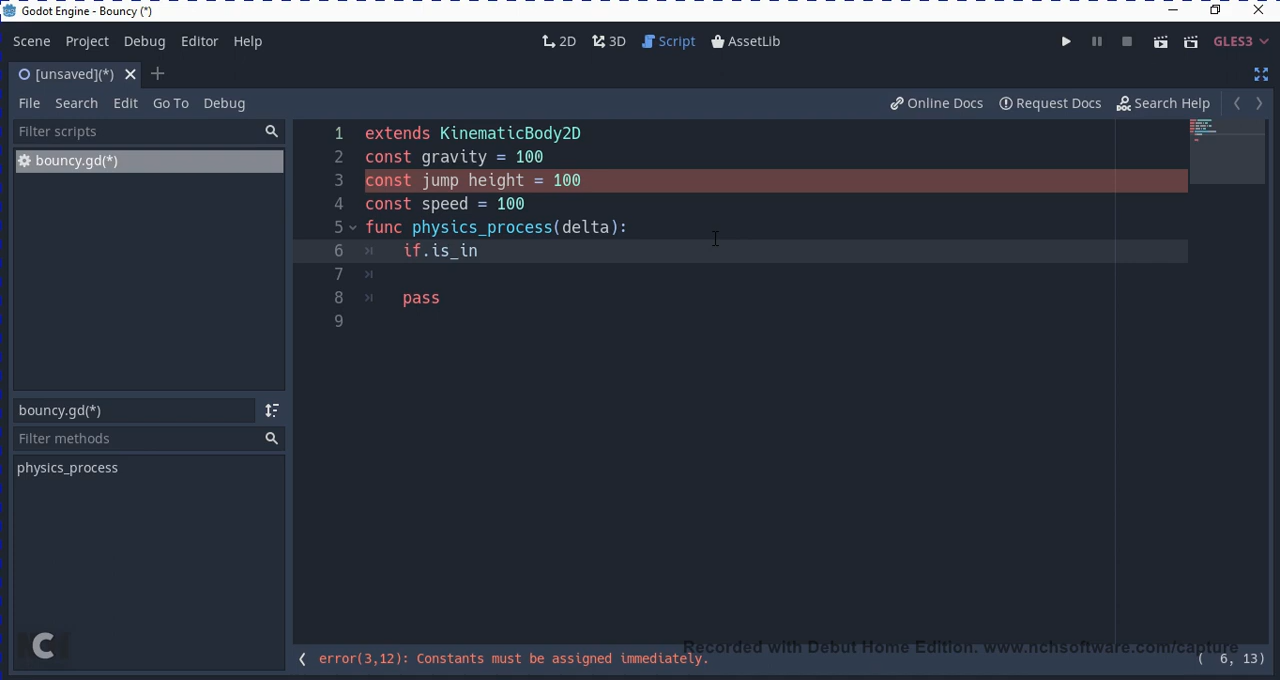 Godot Engine - Bouncy (*)
Scene Project Debug Editor Help 2D 3D Script AssetLib GLES3
[unsaved](*)
File Search Edit Go To Debug Online Docs Request Docs Search Help
Filter scripts
bouncy.gd(*)
bouncy.gd(*)
Filter methods
physics_process
1 extends KinematicBody2D
2 const gravity = 100
3 const jump height = 100
4 const speed = 100
5 func physics_process(delta):
6 if.is_in
7
8 pass
9
Recorded with Debut Home Edition. www.nchsoftware.com/capture
error(3,12): Constants must be assigned immediately.
( 6, 13)